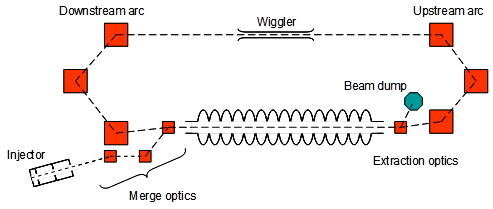 Downstream arc
Wiggler
Upstream arc
Beam dump
Injector
Extraction optics
Merge optics